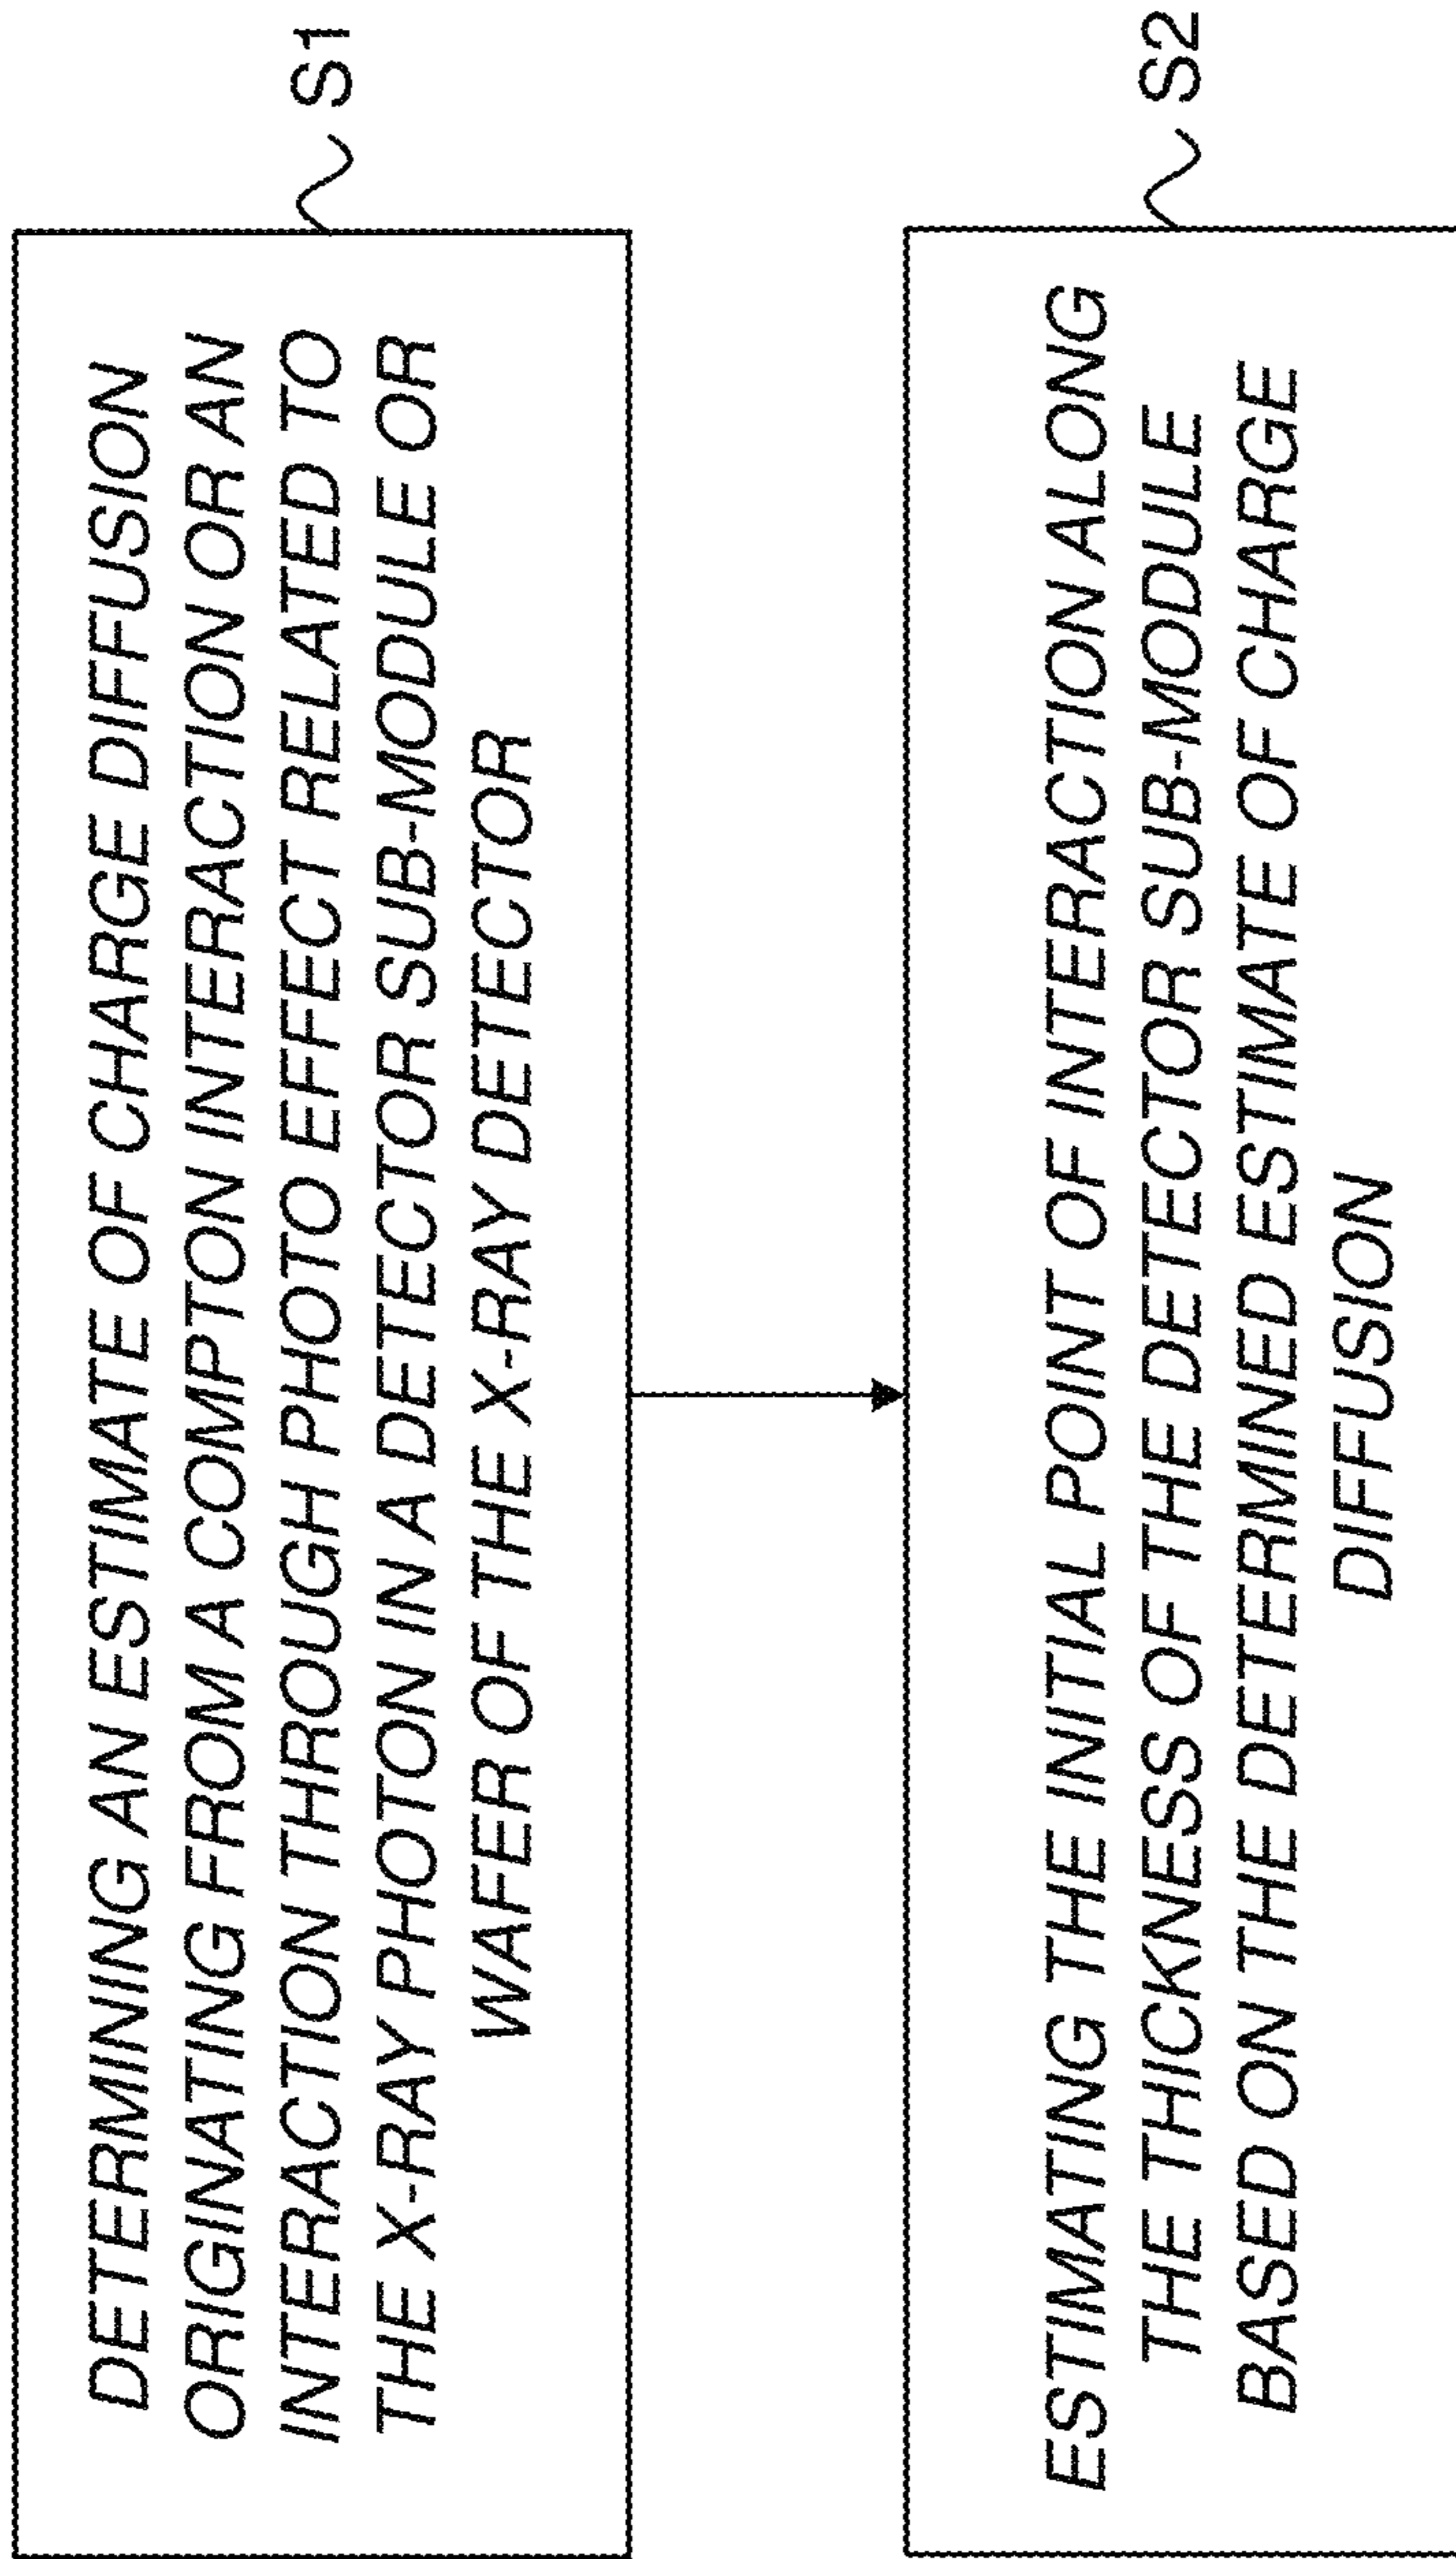 DETERMINING AN ESTIMATE OF CHARGE DIFFUSION
ORIGINATING FROM A COMPTON INTERACTION OR AN
INTERACTION THROUGH PHOTO EFFECT RELATED TO
THE X-RAY PHOTON IN A DETECTOR SUB-MODULE OR
WAFER OF THE X-RAY DETECTOR
S1
ESTIMATING THE INITIAL POINT OF INTERACTION ALONG
THE THICKNESS OF THE DETECTOR SUB-MODULE
BASED ON THE DETERMINED ESTIMATE OF CHARGE
DIFFUSION
S2